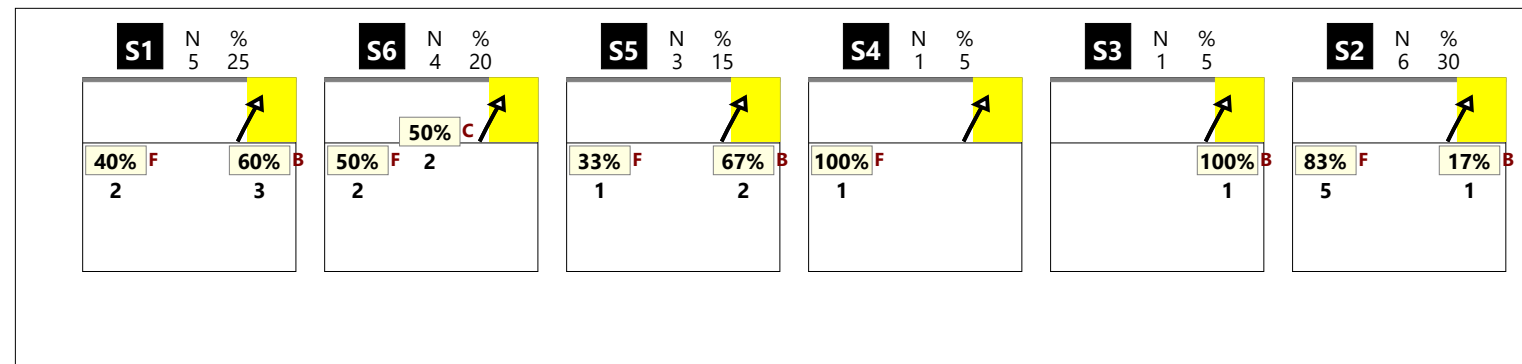 S1 N % S6 N % S5 N % S4 N % S3 N % S2 N %
5 25 4 20 3 15 1 5 1 5 6 30
50% C
40% F 60% B 50% F 2 33% F 67% B 100% F 100% B 83% F 17% B
2 3 2 1 2 1 1 5 1